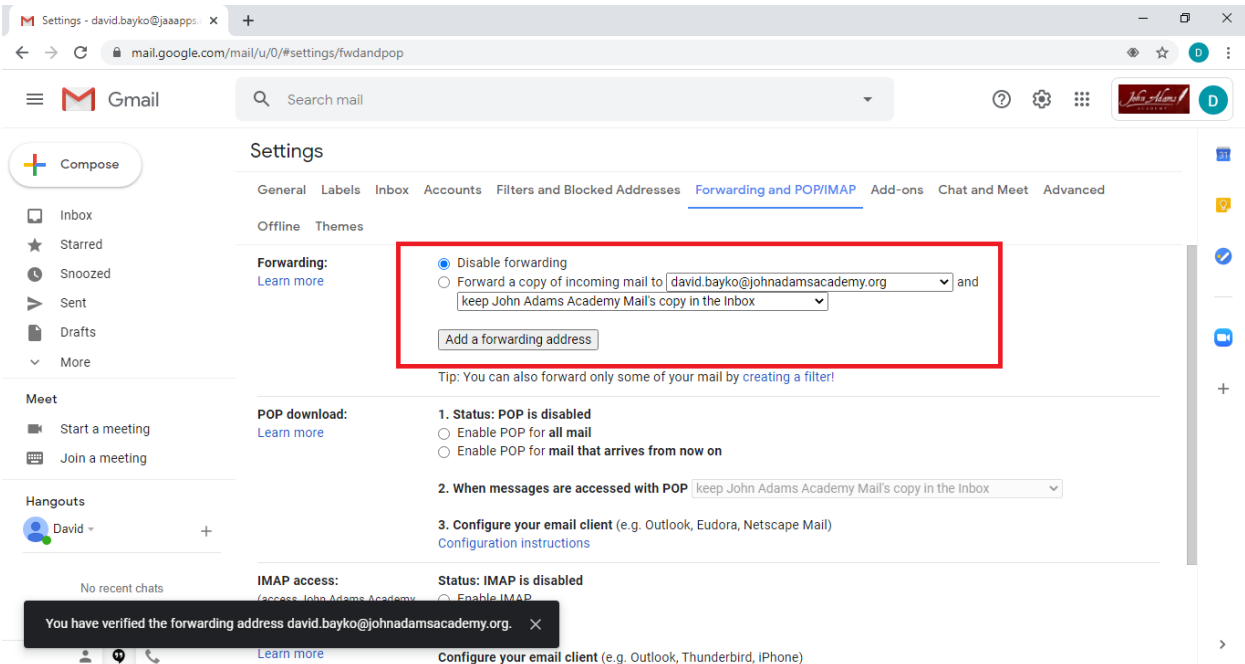 Settings - david.bayko@jaaapps.
mail.google.com/mail/u/0/#settings/fwdandpop
D
Gmail
Search mail
John Adams
ACADEMY
D
Compose
Inbox
Starred
Snoozed
Sent
Drafts
More
Meet
Start a meeting
Join a meeting
Hangouts
David
No recent chats
Settings
General Labels Inbox Accounts Filters and Blocked Addresses Forwarding and POP/IMAP Add-ons Chat and Meet Advanced
Offline Themes
Forwarding:
Learn more
Disable forwarding
Forward a copy of incoming mail to david.bayko@johnadamsacademy.org and
keep John Adams Academy Mail's copy in the Inbox
Add a forwarding address
Tip: You can also forward only some of your mail by creating a filter!
POP download:
Learn more
1. Status: POP is disabled
Enable POP for all mail
Enable POP for mail that arrives from now on
2. When messages are accessed with POP keep John Adams Academy Mail's copy in the Inbox
3. Configure your email client (e.g. Outlook, Eudora, Netscape Mail)
Configuration instructions
IMAP access:
(access John Adams Academy
Learn more
Status: IMAP is disabled
Enable IMAP
Configure your email client (e.g. Outlook, Thunderbird, iPhone)
You have verified the forwarding address david.bayko@johnadamsacademy.org.
31